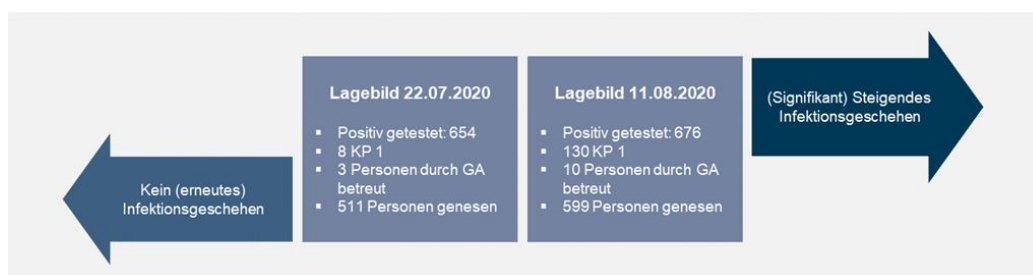 Kein (erneutes)
Infektionsgeschehen
Lagebild 22.07.2020
▪ Positiv getestet: 654
▪ 8 KP 1
▪ 3 Personen durch GA
betreut
▪ 511 Personen genesen
Lagebild 11.08.2020
▪ Positiv getestet: 676
▪ 130 KP 1
▪ 10 Personen durch GA
betreut
▪ 599 Personen genesen
(Signifikant) Steigendes
Infektionsgeschehen